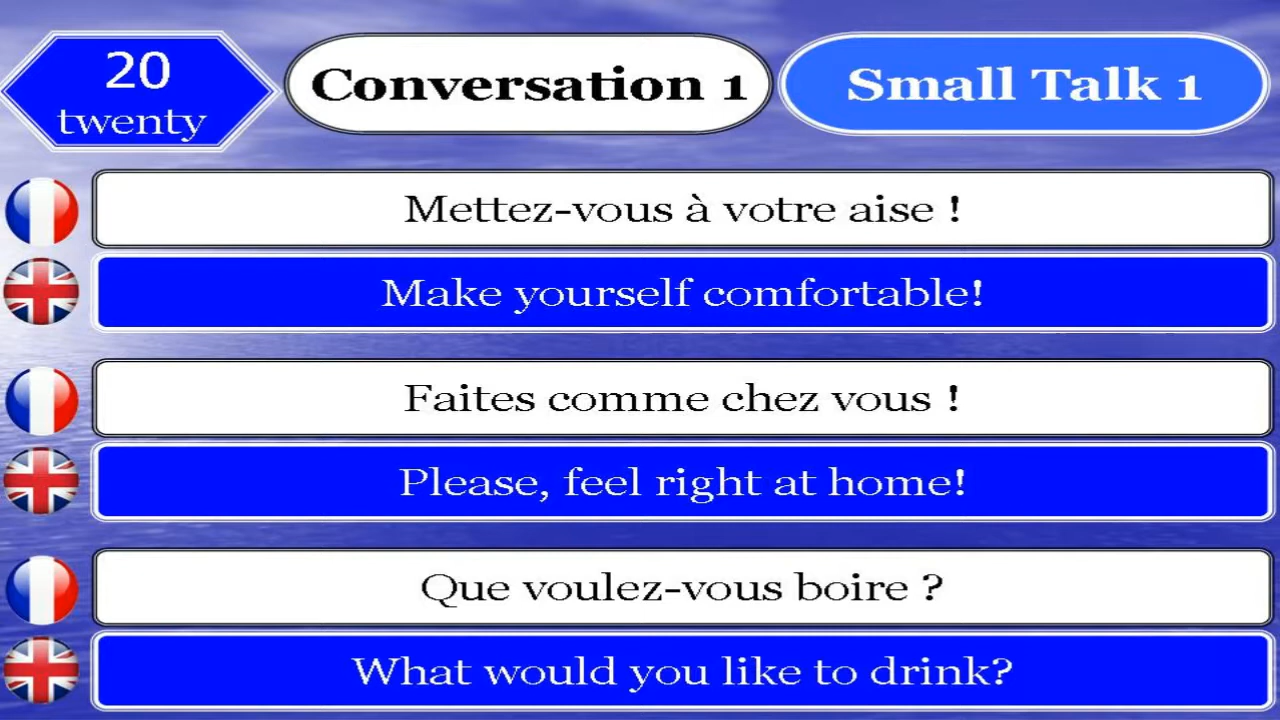 20
twenty
Conversation 1
Small Talk 1
Mettez-vous à votre aise !
Make yourself comfortable!
Faites comme chez vous !
Please, feel right at home!
Que voulez-vous boire ?
What would you like to drink?